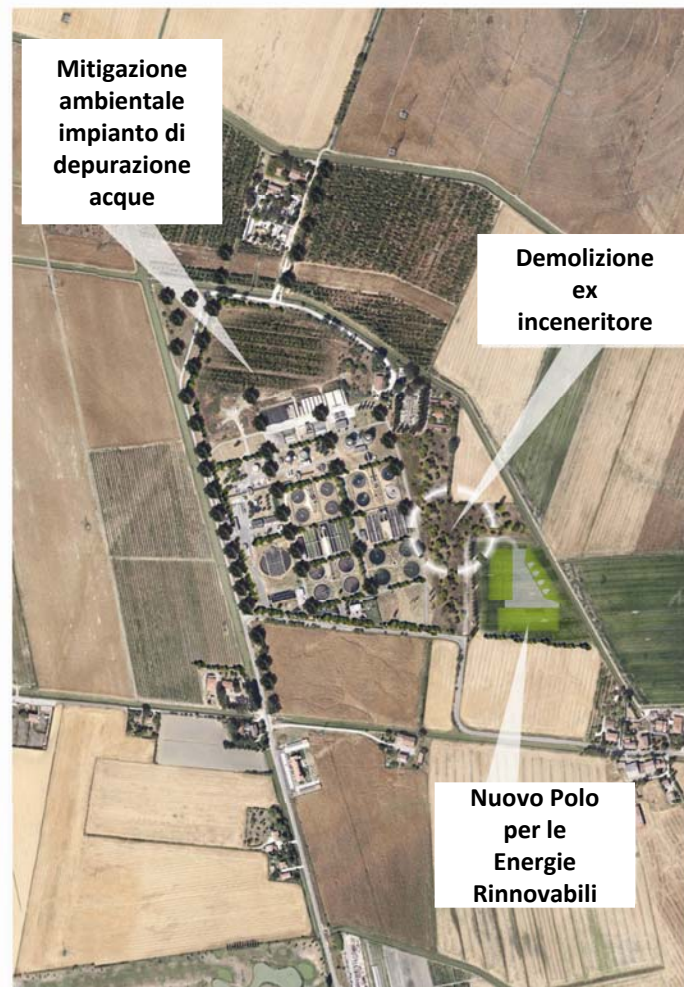 Mitigazione
ambientale
impianto di
depurazione
acque
Demolizione
ex
inceneritore
Nuovo Polo
per le
Energie
Rinnovabili